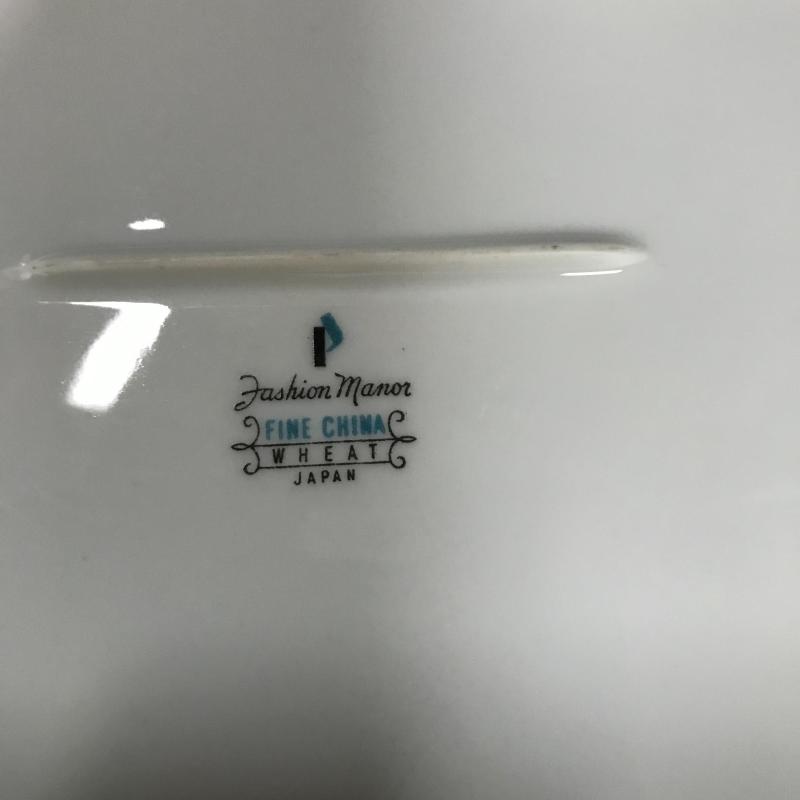 Fashion Manor
FINE CHINA
WHEAT
JAPAN